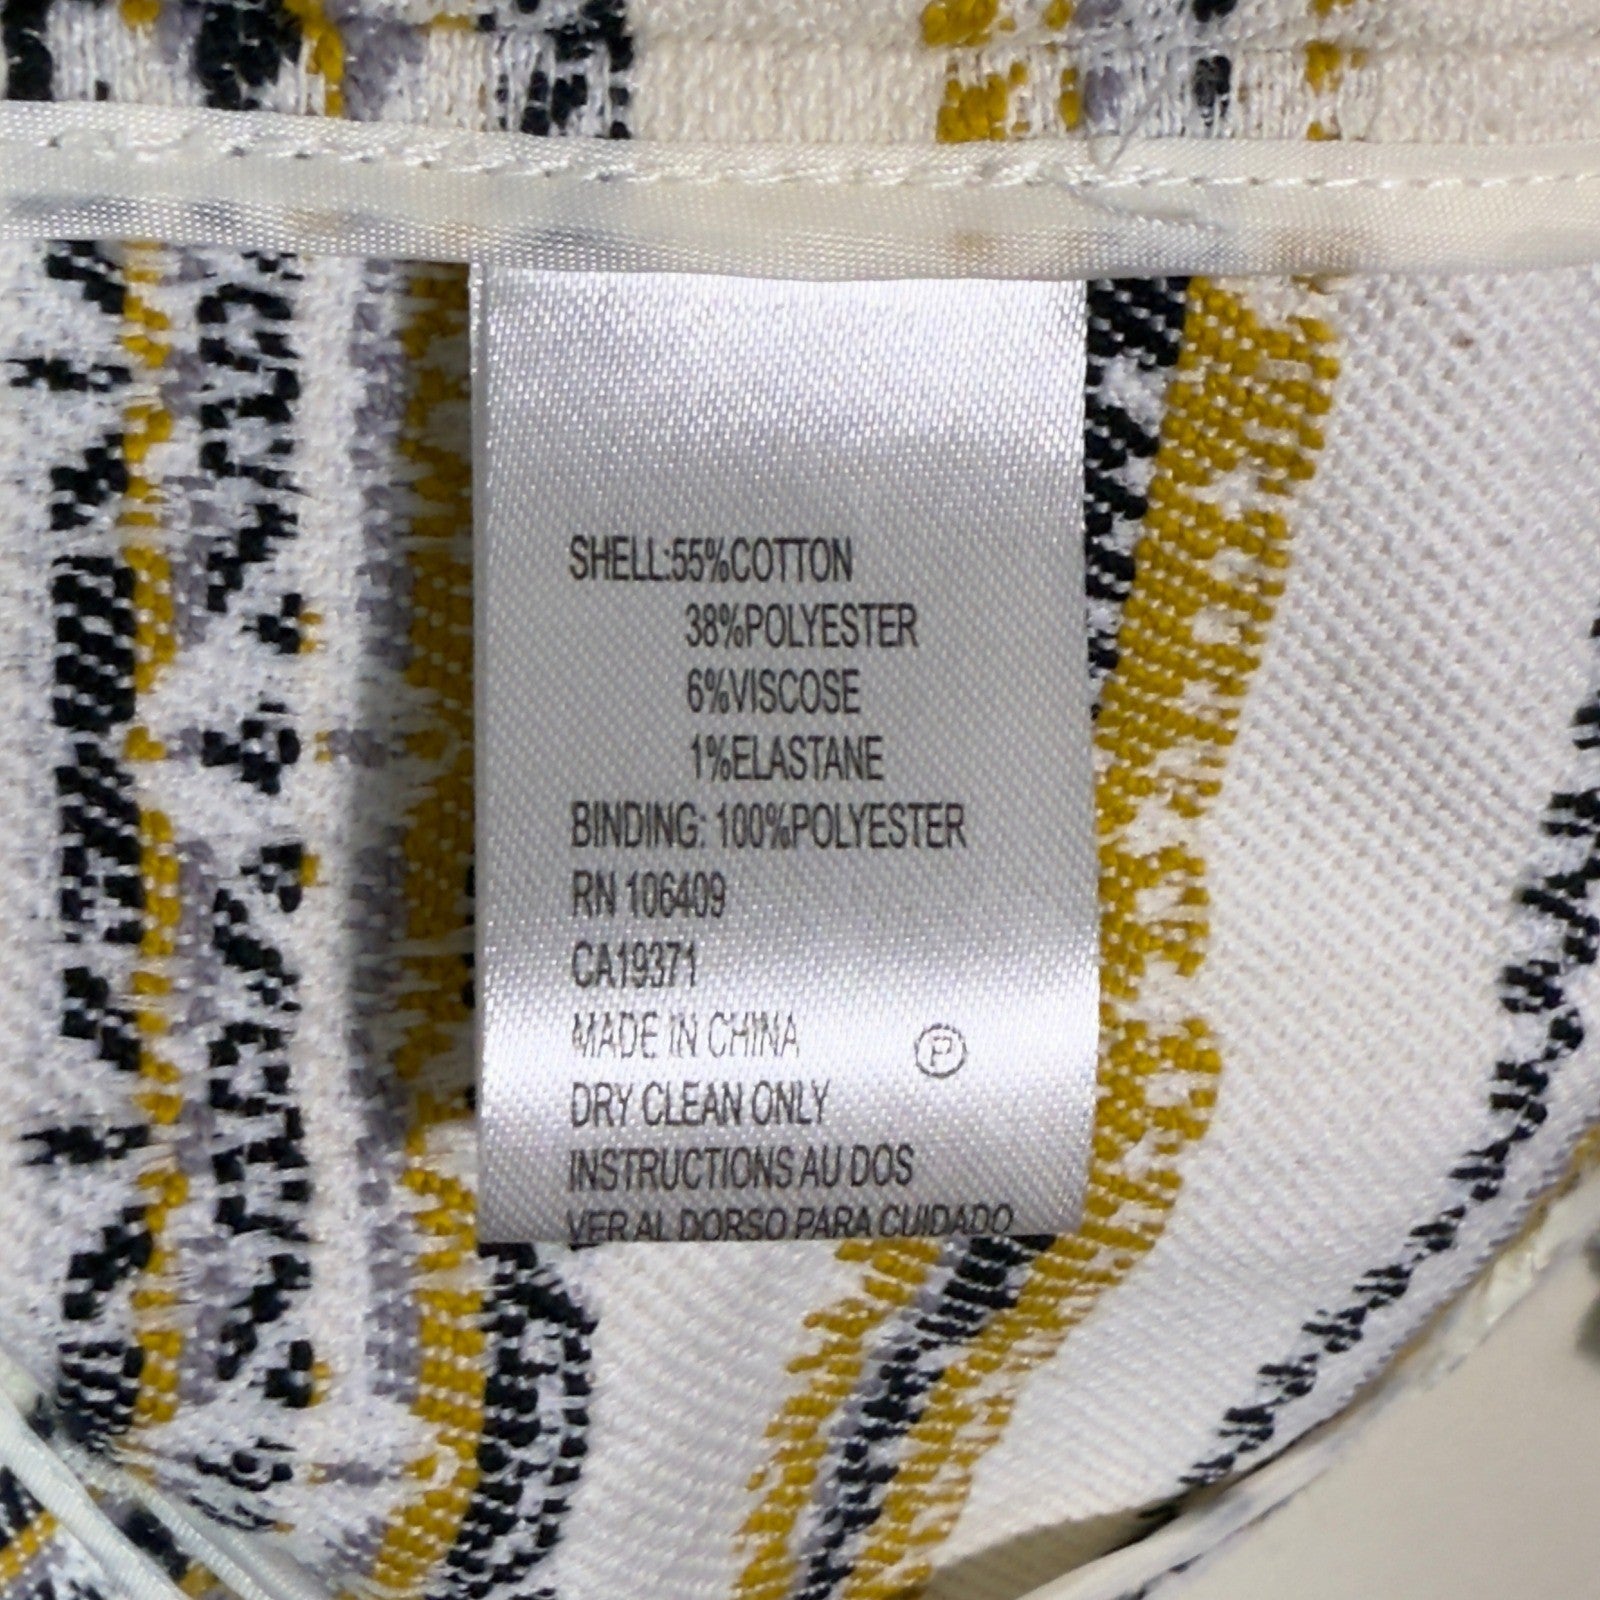 SHELL:55%COTTON
38%POLYESTER
6%VISCOSE
1%ELASTANE
BINDING: 100%POLYESTER
RN 106409
CA19371
MADE IN CHINA
P
DRY CLEAN ONLY
INSTRUCTIONS AU DOS
VER AL DORSO PARA CUIDADO